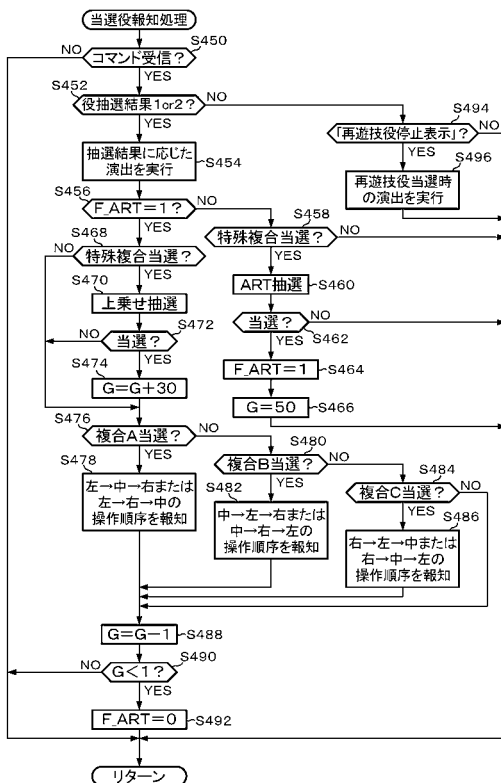 当選役報知処理
S450
コマンド受信？
NO
YES
S452
役抽選結果1or2？
NO
YES
S494
「再遊技役停止表示」？
NO
YES
抽選結果に応じた
演出を実行
S454
S496
再遊技役当選時
の演出を実行
S456
F_ART＝1？
NO
YES
S458
特殊複合当選？
NO
YES
S468
特殊複合当選？
NO
YES
ART抽選
S460
S470
上乗せ抽選
当選？
NO
YES
S462
S472
当選？
NO
YES
F_ART＝1
S464
S474
G＝G＋30
G＝50
S466
S476
複合A当選？
NO
YES
S480
複合B当選？
NO
YES
S484
複合C当選？
NO
YES
S478
左→中→右または
左→右→中の
操作順序を報知
S482
中→左→右または
中→右→左の
操作順序を報知
S486
右→左→中または
右→中→左の
操作順序を報知
G＝G－1
S488
S490
G＜1？
NO
YES
F_ART＝0
S492
リターン